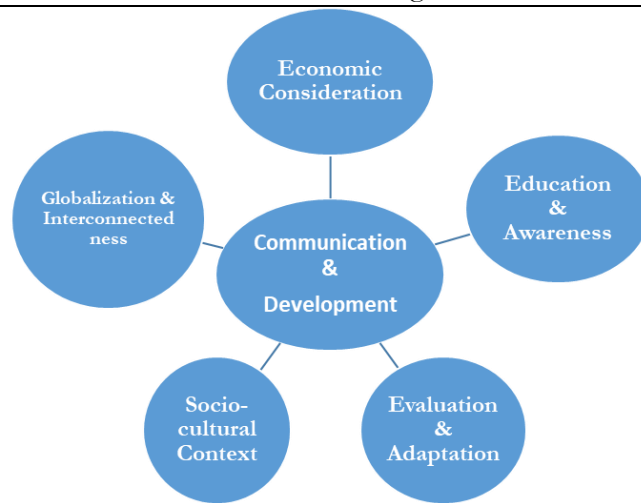 Economic
Consideration
Education
&
Awareness
Evaluation
&
Adaptation
Socio-
cultural
Context
Globalization &
Interconnected
ness
Communication
&
Development